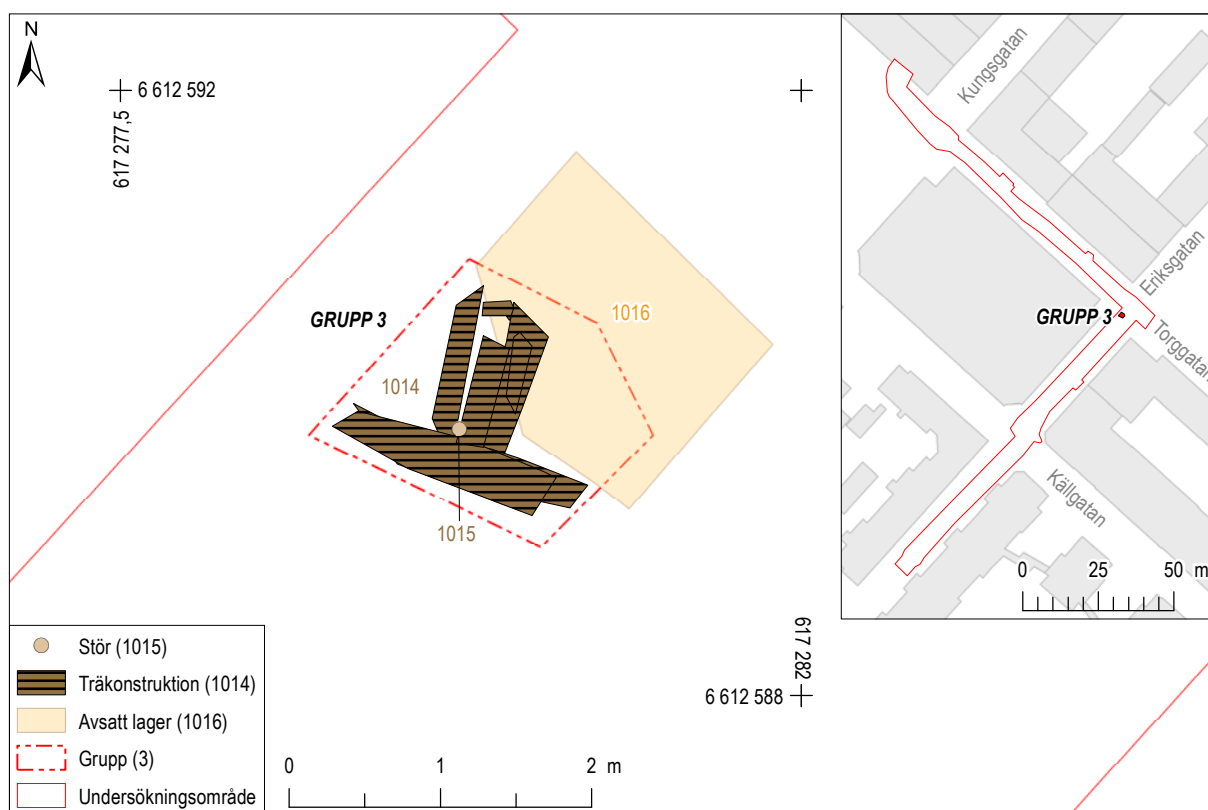 N
6 612 592
617 277,5
GRUPP 3
1016
1014
1015
617 282
6 612 588
Stör (1015)
Träkonstruktion (1014)
Avsatt lager (1016)
Grupp (3)
Undersökningsområde
0 1 2 m
Kungsgatan
Eriksgatan
GRUPP 3
Torggatan
Källgatan
0 25 50 m